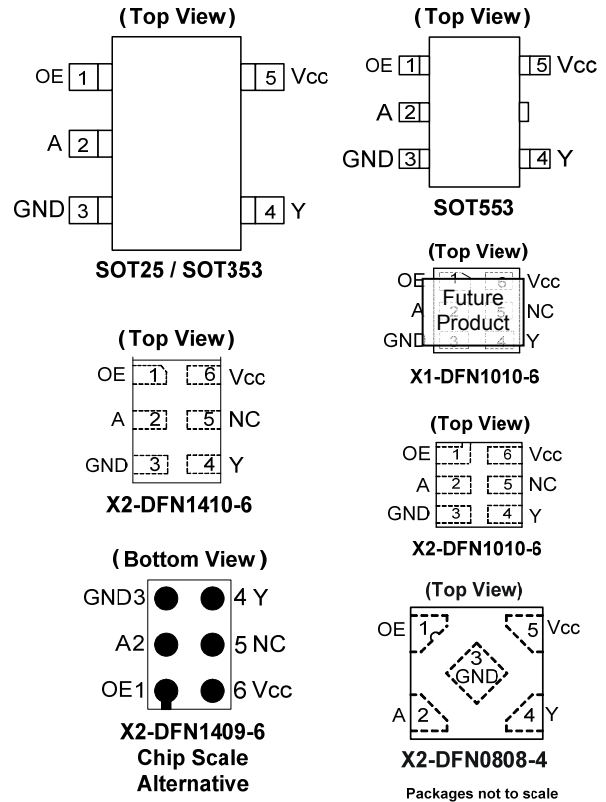 (Top View)
OE 1 5 Vcc
A 2
GND 3 4 Y
SOT25 / SOT353
(Top View)
OE 1 5 Vcc
A 2
GND 3 4 Y
SOT553
(Top View)
OE 1 6 Vcc
A 2 5 NC
GND 3 4 Y
Future
Product
X1-DFN1010-6
(Top View)
OE 1 6 Vcc
A 2 5 NC
GND 3 4 Y
X2-DFN1410-6
(Top View)
OE 1 6 Vcc
A 2 5 NC
GND 3 4 Y
X2-DFN1010-6
(Bottom View)
GND3 4 Y
A2 5 NC
OE1 6 Vcc
X2-DFN1409-6
Chip Scale
Alternative
(Top View)
OE 1 5 Vcc
3
GND
A 2 4 Y
X2-DFN0808-4
Packages not to scale